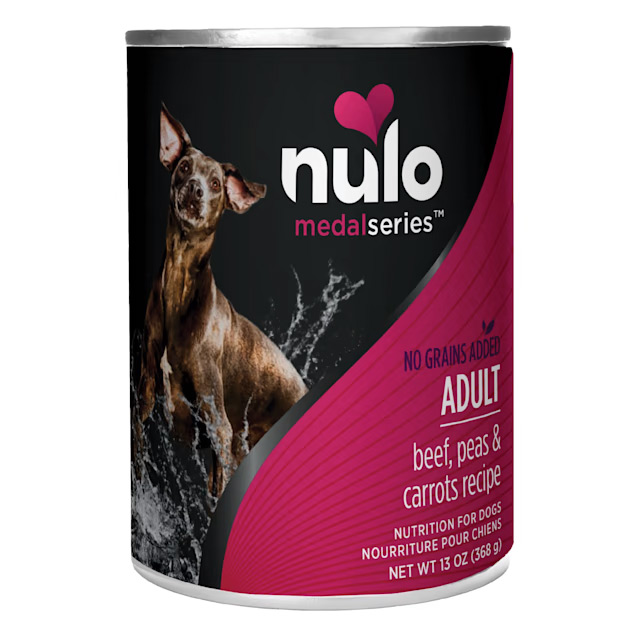 nulo
medalseries™
NO GRAINS ADDED
ADULT
beef, peas &
carrots recipe
NUTRITION FOR DOGS
NOURRITURE POUR CHIENS
NET WT 13 OZ (368 g)